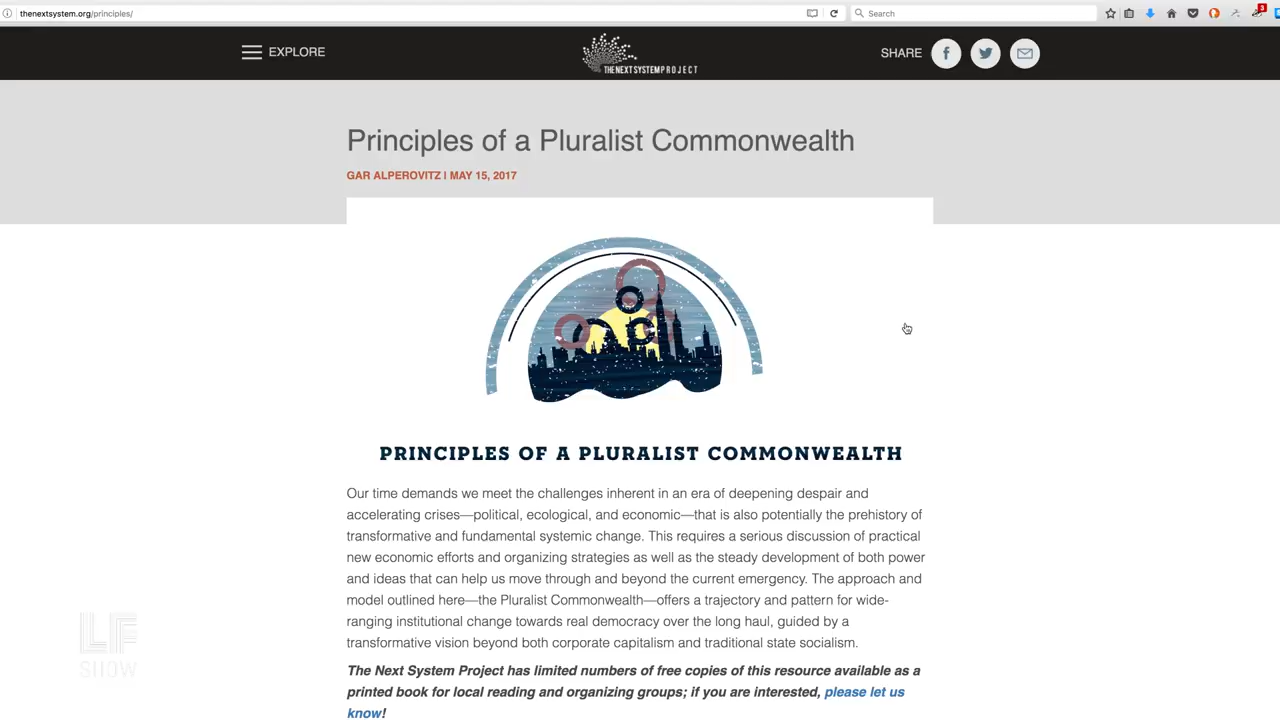 thenextsystem.org/principles/
Search
3
EXPLORE
THENEXTSYSTEMPROJECT
SHARE
Principles of a Pluralist Commonwealth
GAR ALPEROVITZ | MAY 15, 2017
PRINCIPLES OF A PLURALIST COMMONWEALTH
Our time demands we meet the challenges inherent in an era of deepening despair and
accelerating crises—political, ecological, and economic—that is also potentially the prehistory of
transformative and fundamental systemic change. This requires a serious discussion of practical
new economic efforts and organizing strategies as well as the steady development of both power
and ideas that can help us move through and beyond the current emergency. The approach and
model outlined here—the Pluralist Commonwealth—offers a trajectory and pattern for wide-
ranging institutional change towards real democracy over the long haul, guided by a
transformative vision beyond both corporate capitalism and traditional state socialism.
The Next System Project has limited numbers of free copies of this resource available as a
printed book for local reading and organizing groups; if you are interested, please let us
know!
LF
SHOW